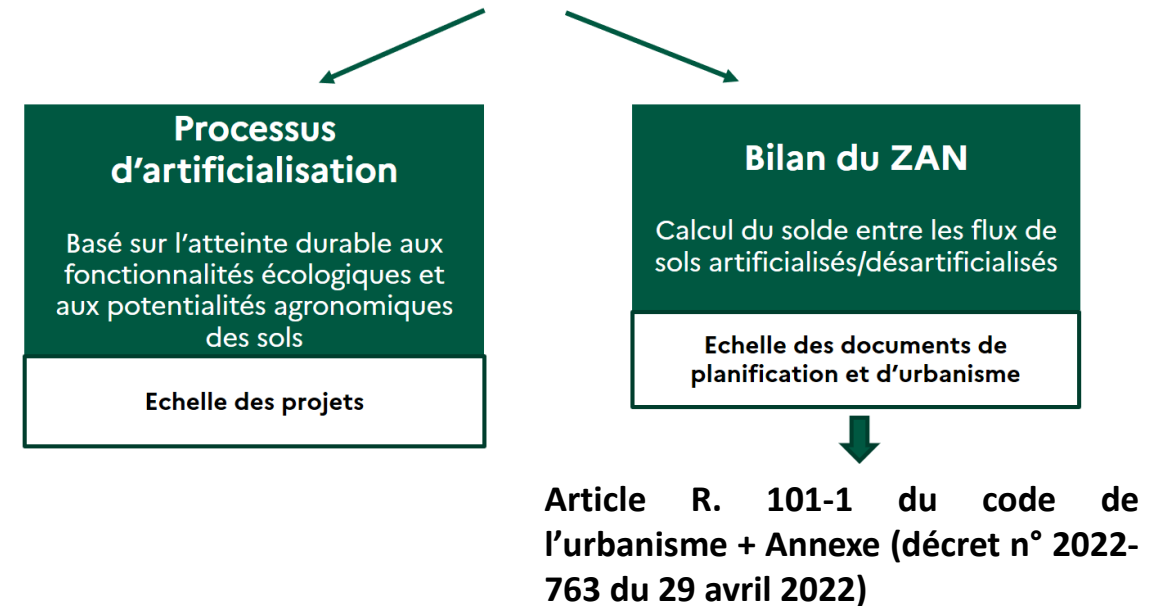 Processus
d’artificialisation
Basé sur l’atteinte durable aux
fonctionnalités écologiques et
aux potentialités agronomiques
des sols
Echelle des projets
Bilan du ZAN
Calcul du solde entre les flux de
sols artificialisés/désartificialisés
Echelle des documents de
planification et d’urbanisme
Article R. 101-1 du code de
l’urbanisme + Annexe (décret n° 2022-
763 du 29 avril 2022)